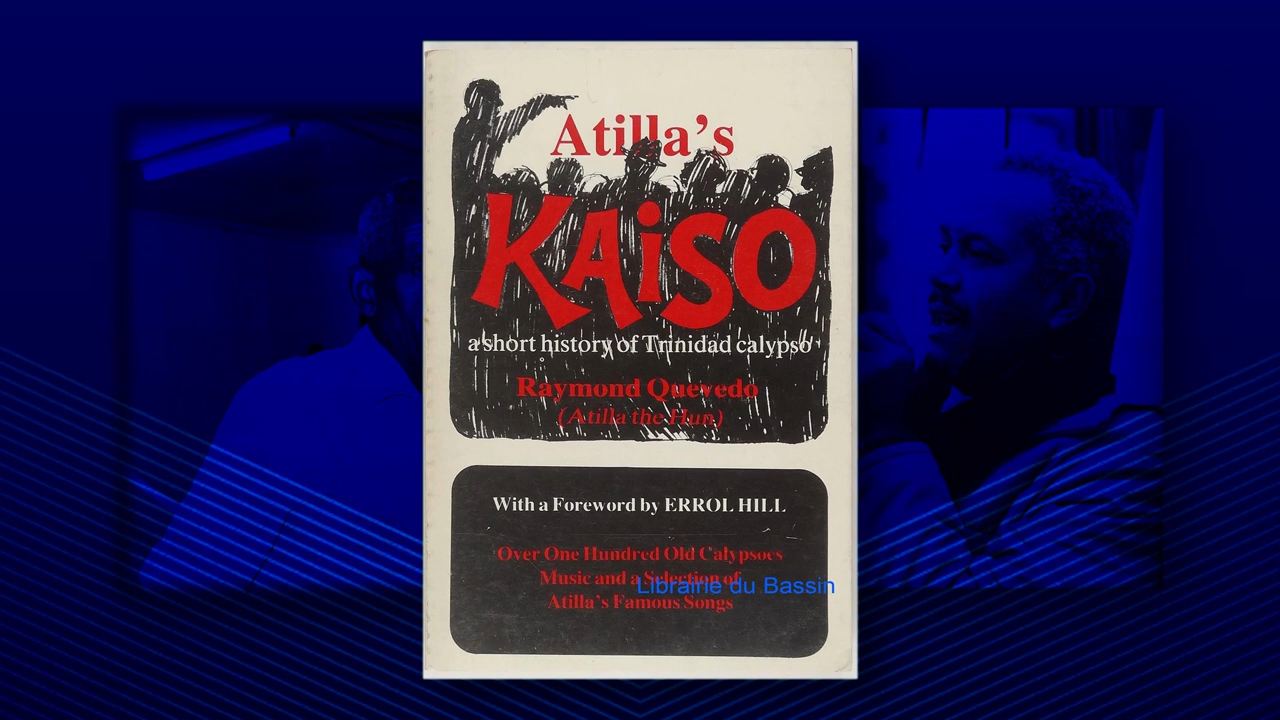 Atilla's
KAiSO
a short history of Trinidad calypso
Raymond Quevedo
(Atilla the Hun)
With a Foreword by ERROL HILL
Over One Hundred Old Calypsoes
Music and a Selection of
Atilla's Famous Songs
Librairie du Bassin